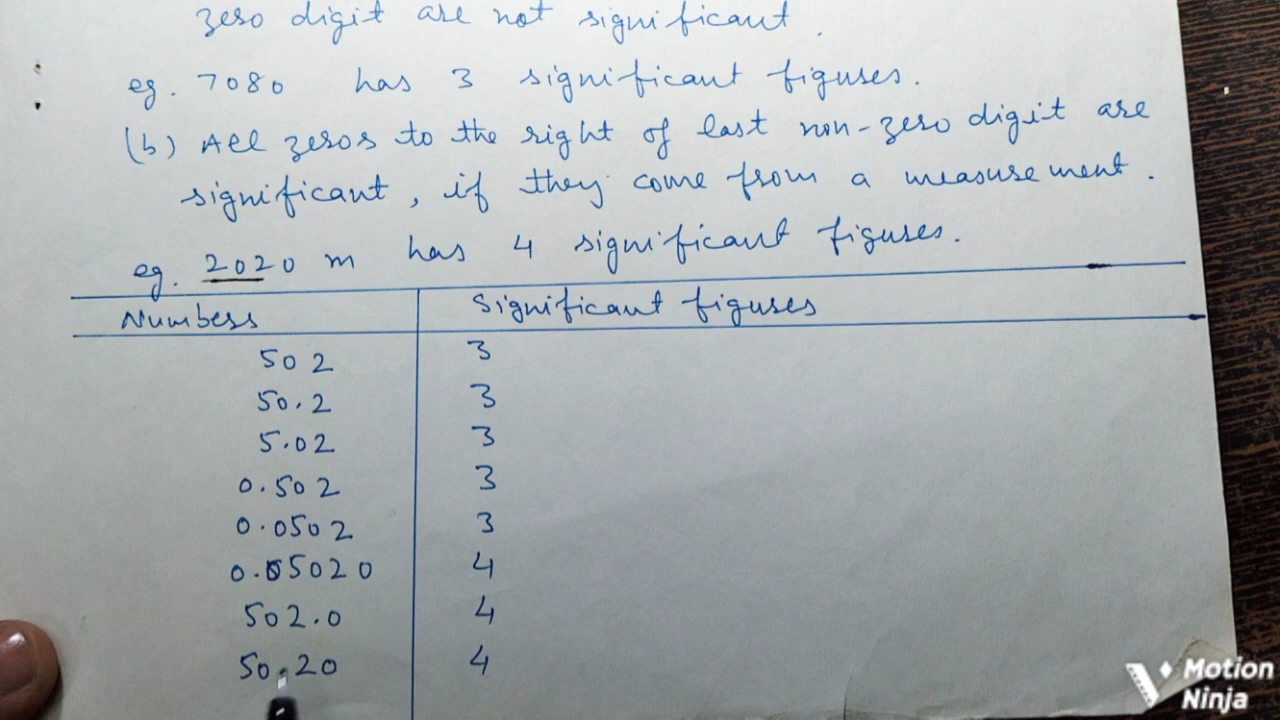 zero digit are not significant.
eg. 7080 has 3 significant figures.
(b) All zeros to the right of last non-zero digit are
significant, if they come from a measurement.
eg. 2020 m has 4 significant figures.
Numbers Significant figures
502 3
50.2 3
5.02 3
0.502 3
0.0502 3
0.05020 4
502.0 4
50.20 4
Motion
Ninja